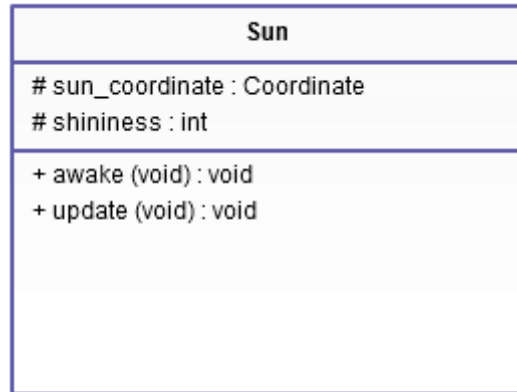 Sun
# sun_coordinate : Coordinate
# shininess : int
+ awake (void) : void
+ update (void) : void